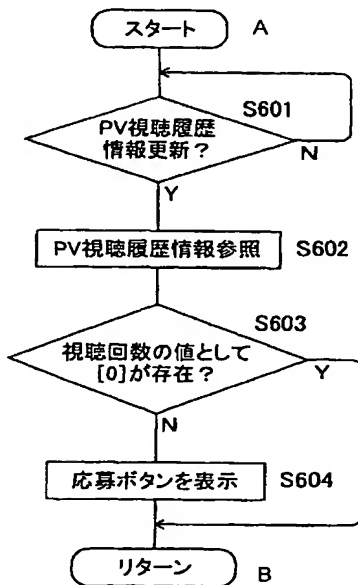 スタート
A
S601
PV視聴履歴
情報更新？
N
Y
PV視聴履歴情報参照
S602
S603
視聴回数の値として
[0]が存在？
Y
N
応募ボタンを表示
S604
リターン
B